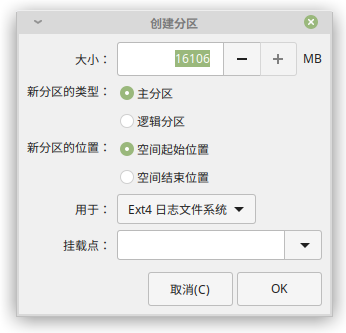 创建分区
大小： 16106 MB
新分区的类型： 主分区
逻辑分区
新分区的位置： 空间起始位置
空间结束位置
用于： Ext4 日志文件系统
挂载点：
取消(C) OK